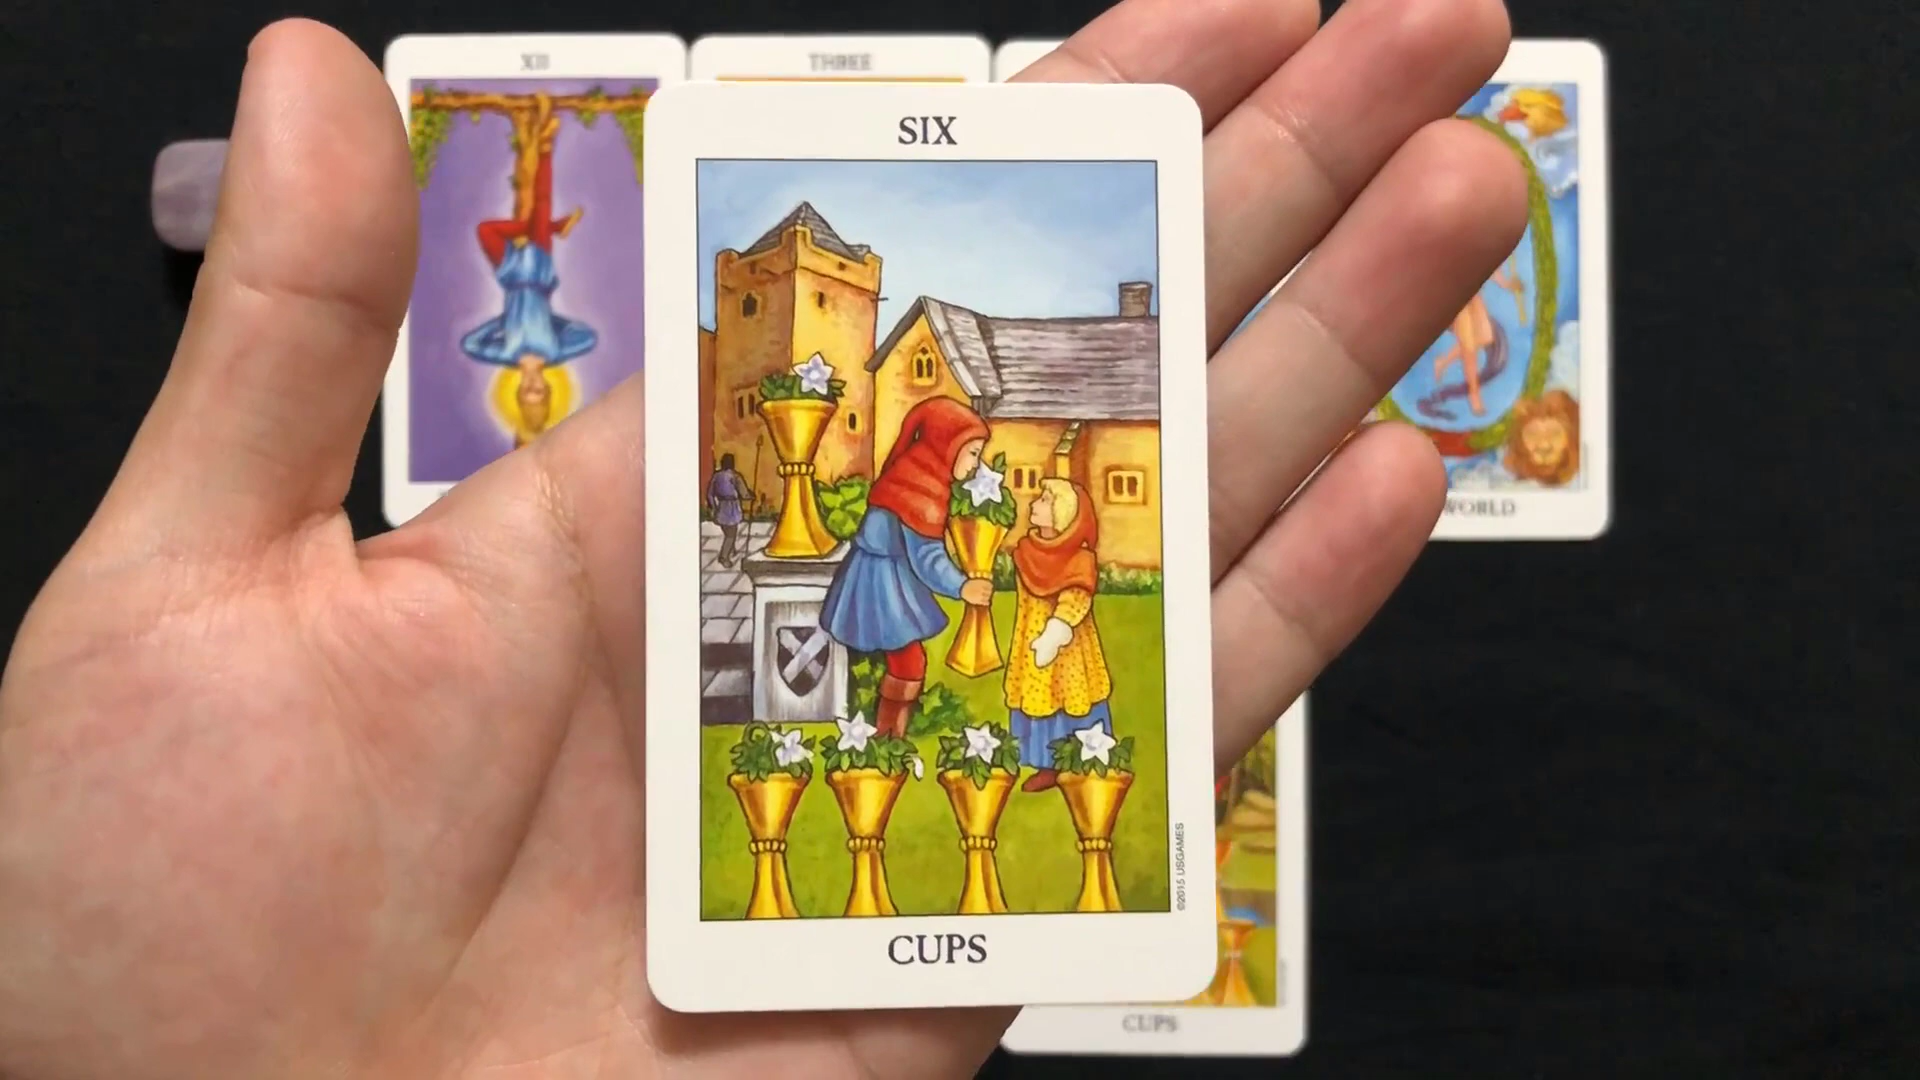 XII
THREE
SIX
WORLD
©2015 USGAMES
CUPS
CUPS